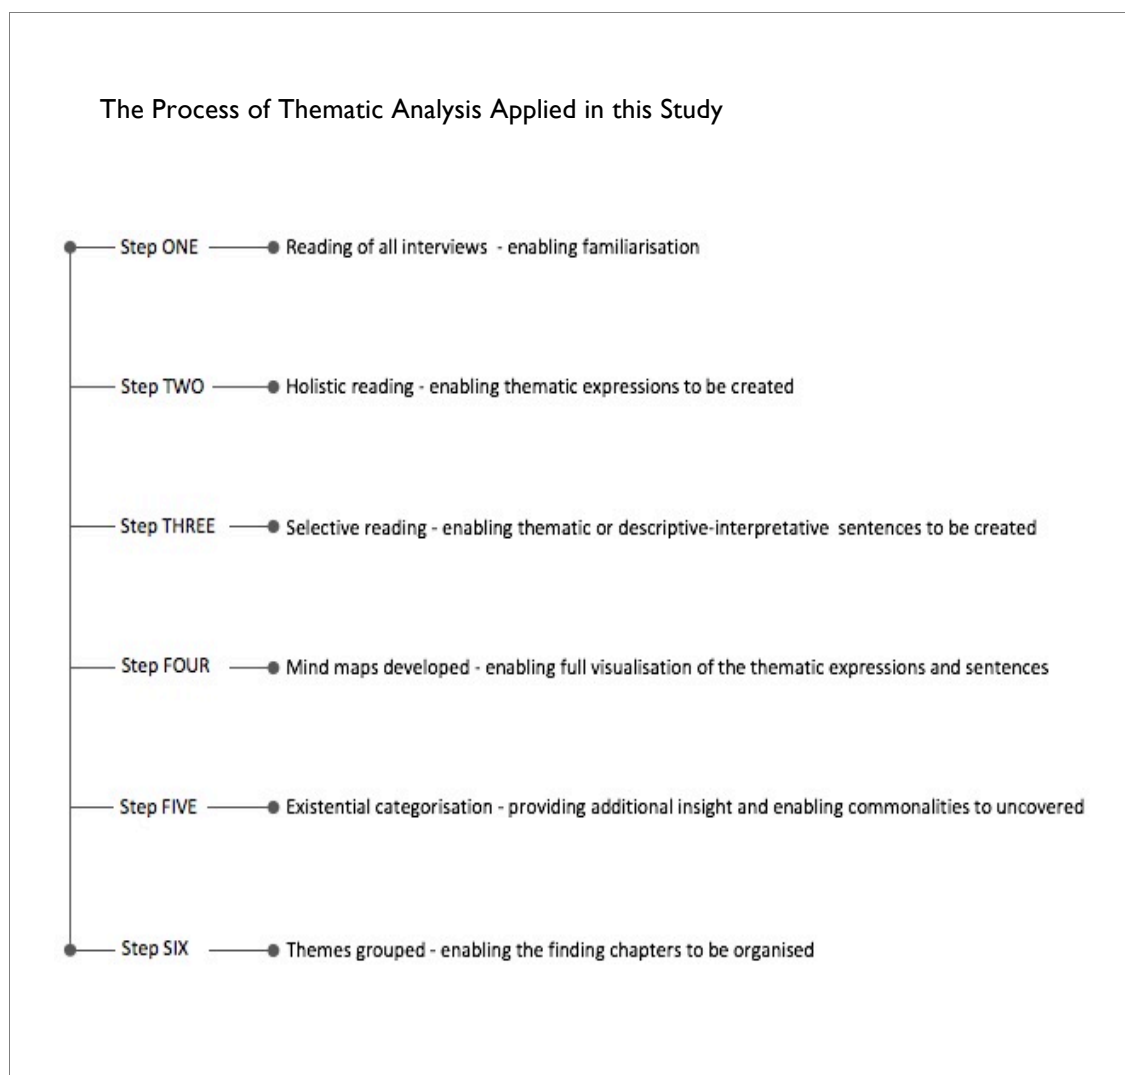 The Process of Thematic Analysis Applied in this Study
Step ONE Reading of all interviews - enabling familiarisation
Step TWO Holistic reading - enabling thematic expressions to be created
Step THREE Selective reading - enabling thematic or descriptive-interpretative sentences to be created
Step FOUR Mind maps developed - enabling full visualisation of the thematic expressions and sentences
Step FIVE Existential categorisation - providing additional insight and enabling commonalities to uncovered
Step SIX Themes grouped - enabling the finding chapters to be organised